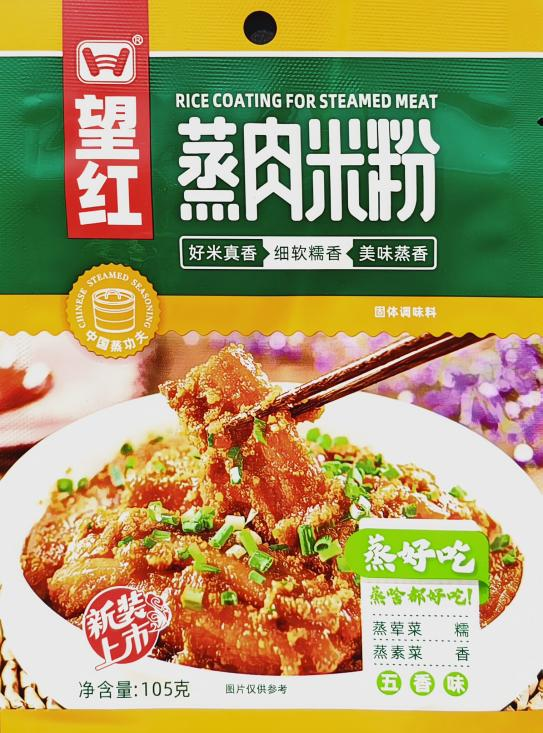 ®
望红
RICE COATING FOR STEAMED MEAT
蒸肉米粉
好米真香 细软糯香 美味蒸香
CHINESE STEAMED SEASONING
中国蒸功夫
固体调味料
蒸好吃
蒸啥都好吃!
蒸荤菜 糯
蒸素菜 香
五香味
新装上市
净含量:105克
图片仅供参考